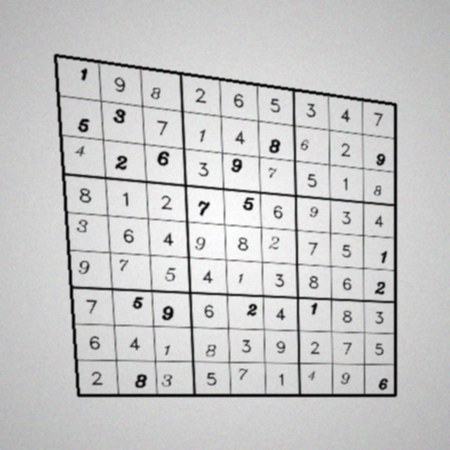 1 9 8 2 6 5 3 4 7
5 3 7 1 4 8 6 2 9
4 2 6 3 9 7 5 1 8
8 1 2 7 5 6 9 3 4
3 6 4 9 8 2 7 5 1
9 7 5 4 1 3 8 6 2
7 5 9 6 2 4 1 8 3
6 4 1 8 3 9 2 7 5
2 8 3 5 7 1 4 9 6